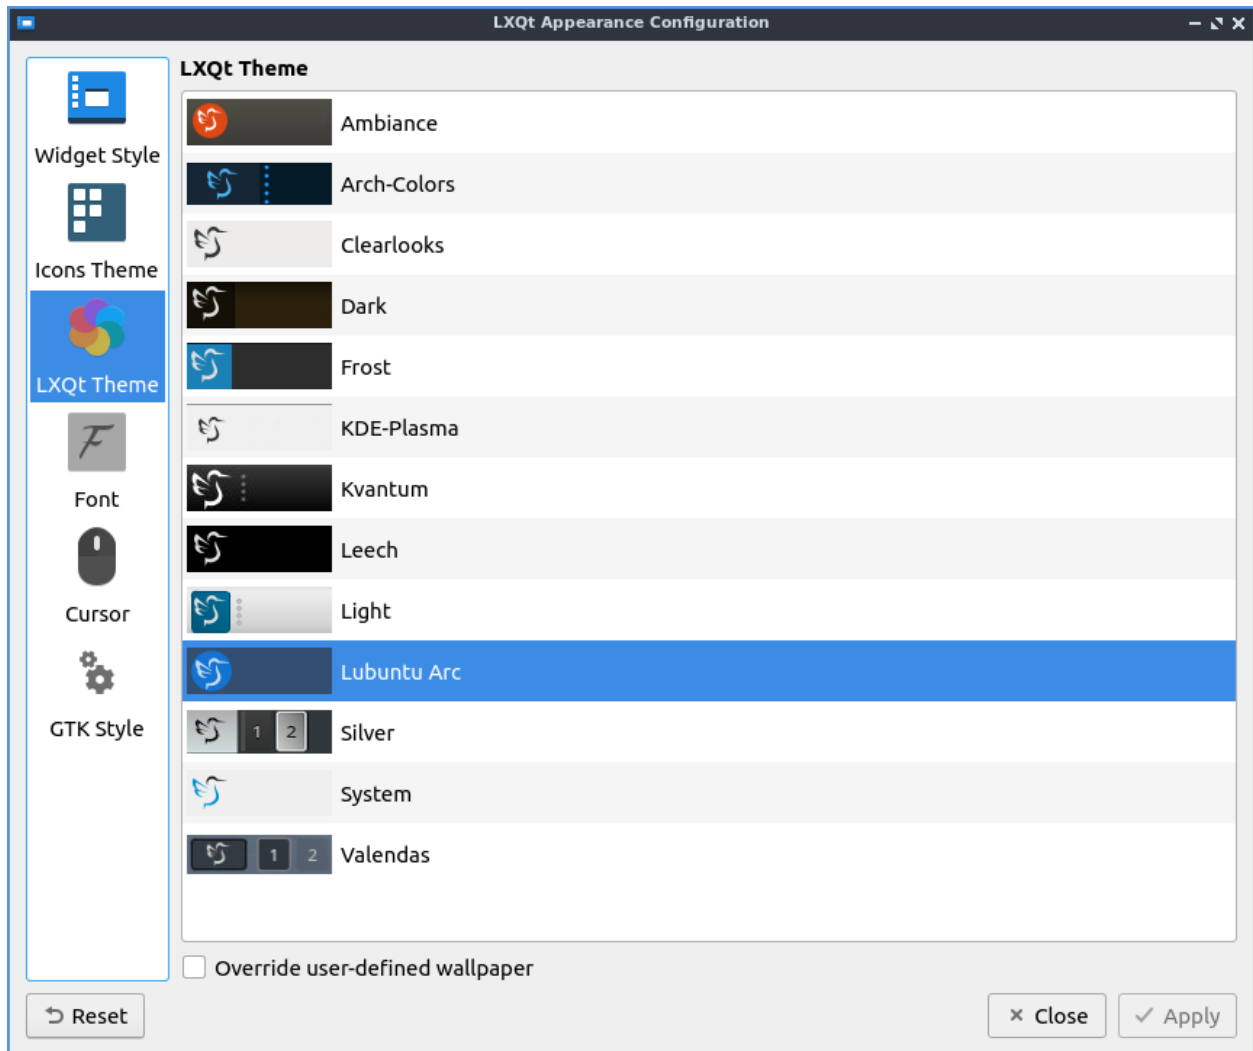 LXQt Appearance Configuration
Widget Style
Icons Theme
LXQt Theme
F
Font
Cursor
GTK Style
LXQt Theme
Ambiance
Arch-Colors
Clearlooks
Dark
Frost
KDE-Plasma
Kvantum
Leech
Light
Lubuntu Arc
1 2 Silver
System
1 2 Valendas
Override user-defined wallpaper
Reset
Close
Apply